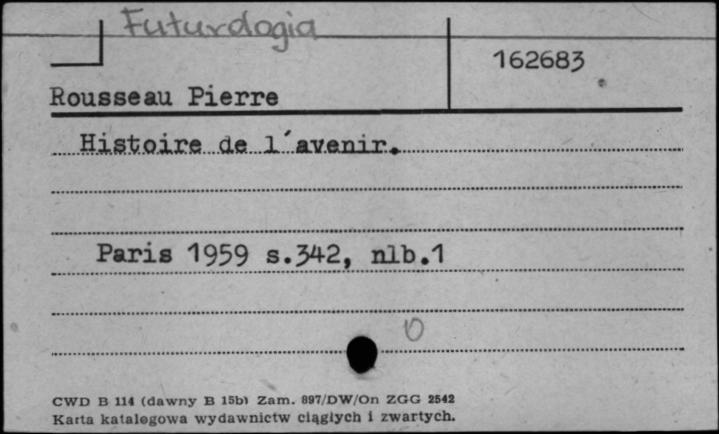 Futurologia
162683
Rousseau Pierre
Histoire de l'avenir.
Paris 1959 s.342, nlb.1
0
CWD B 114 (dawny B 15b) Zam. 897/DW/On ZGG 2542
Karta katalogowa wydawnictw ciągłych i zwartych.